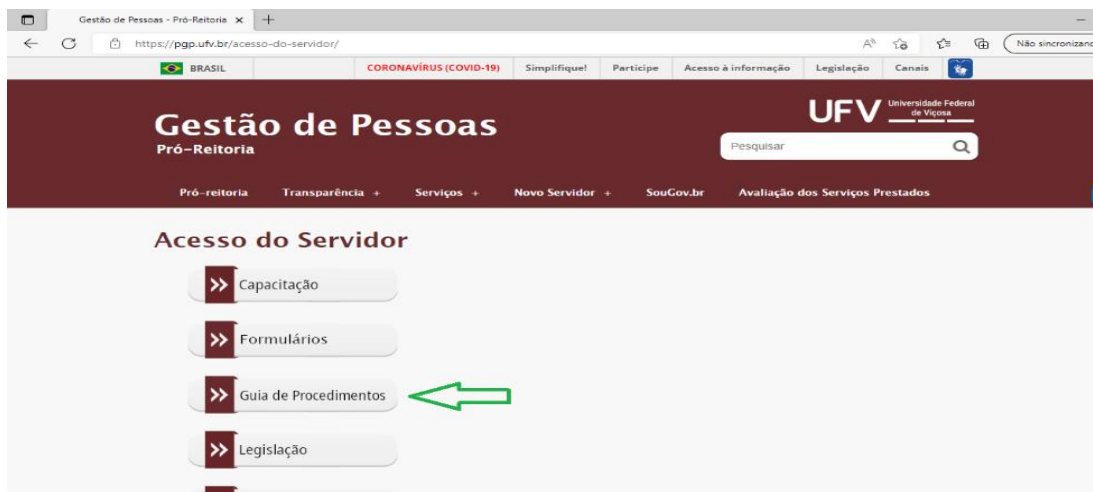 Gestão de Pessoas - Pró-Reitoria
https://pgp.ufv.br/acesso-do-servidor/
Não sincronizand
BRASIL CORONAVÍRUS (COVID-19) Simplifique! Participe Acesso à informação Legislação Canais
Gestão de Pessoas
Pró-Reitoria
UFV Universidade Federal
de Viçosa
Pesquisar
Pró-reitoria Transparência + Serviços + Novo Servidor + SouGov.br Avaliação dos Serviços Prestados
Acesso do Servidor
Capacitação
Formulários
Guia de Procedimentos
Legislação